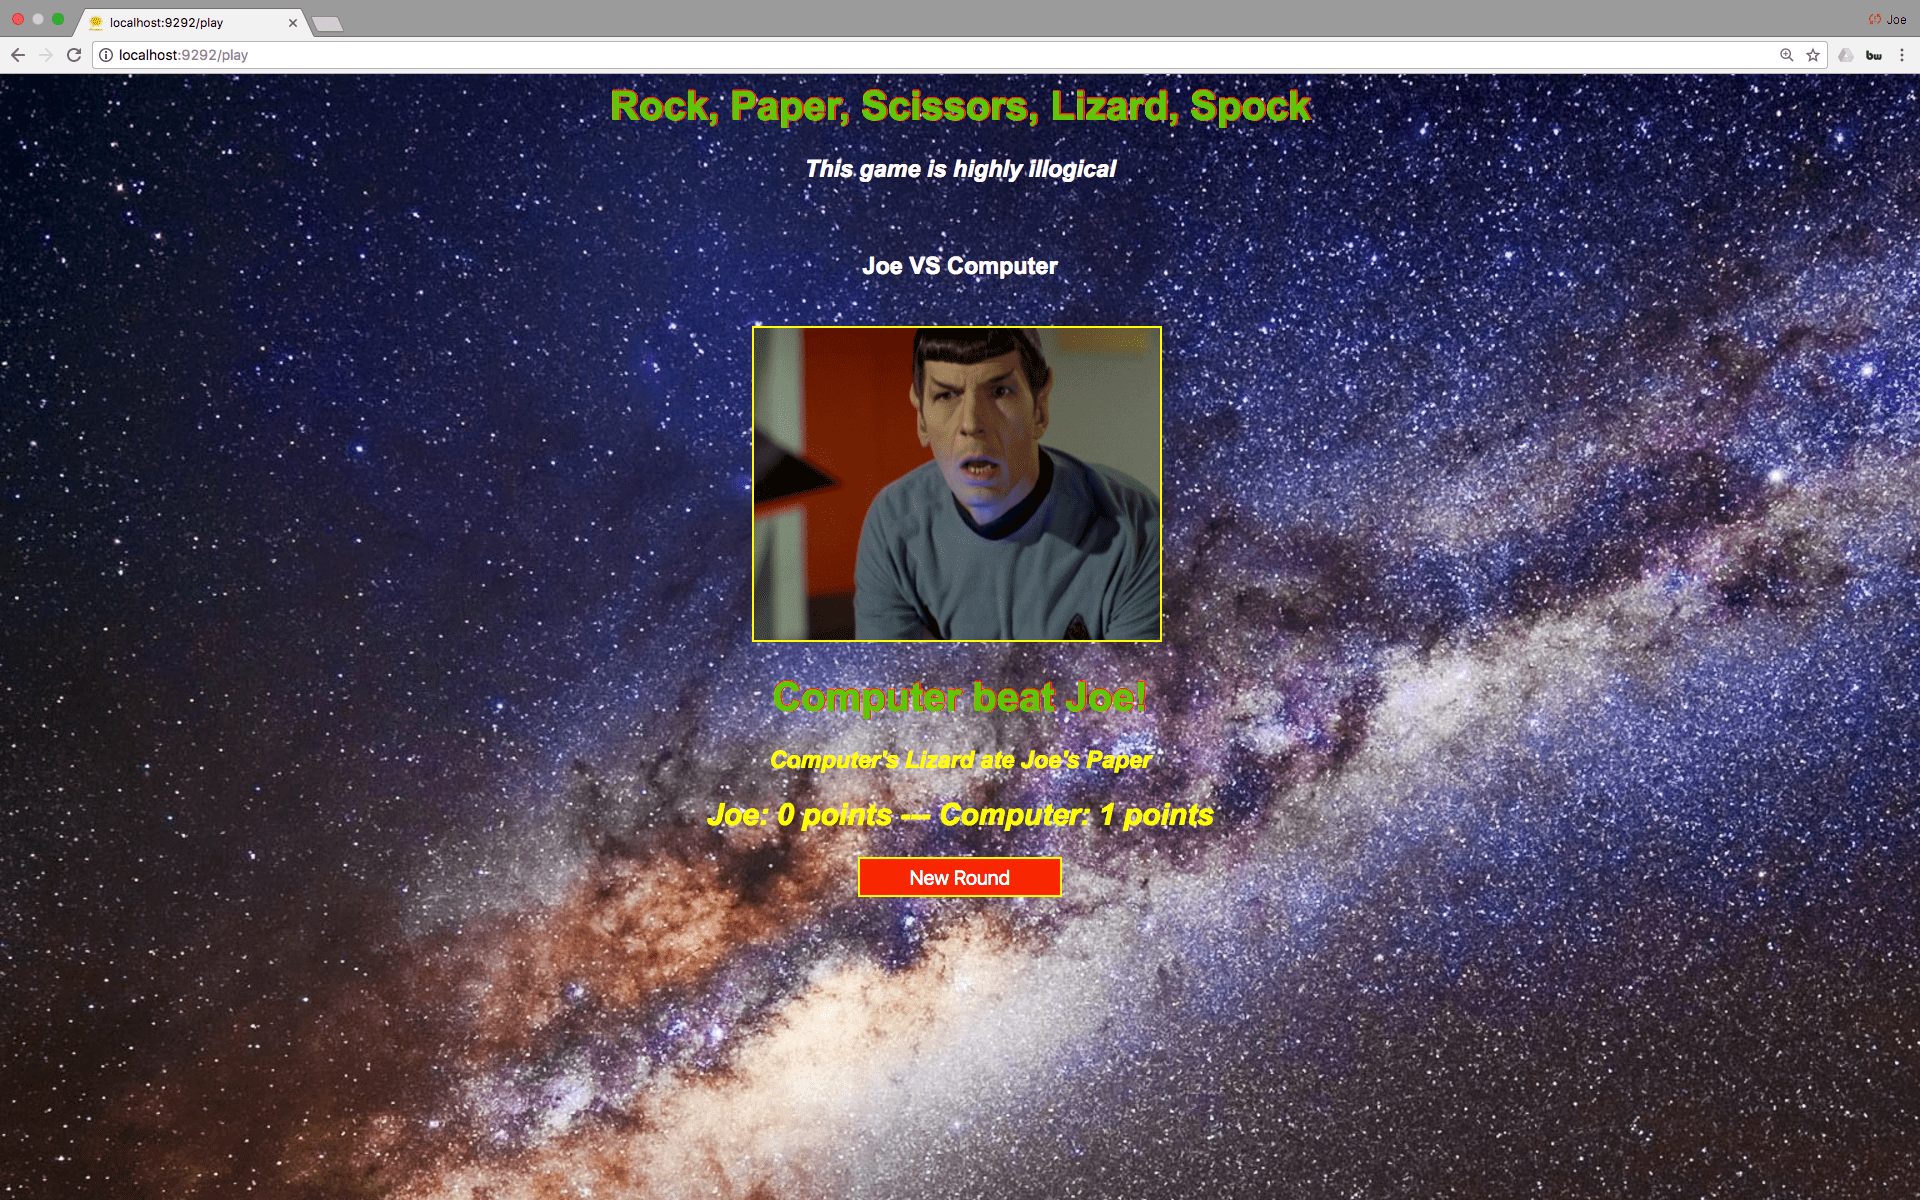 localhost:9292/play
Joe
localhost:9292/play
bw
Rock, Paper, Scissors, Lizard, Spock
This game is highly illogical
Joe VS Computer
Computer beat Joe!
Computer's Lizard ate Joe's Paper
Joe: 0 points --- Computer: 1 points
New Round